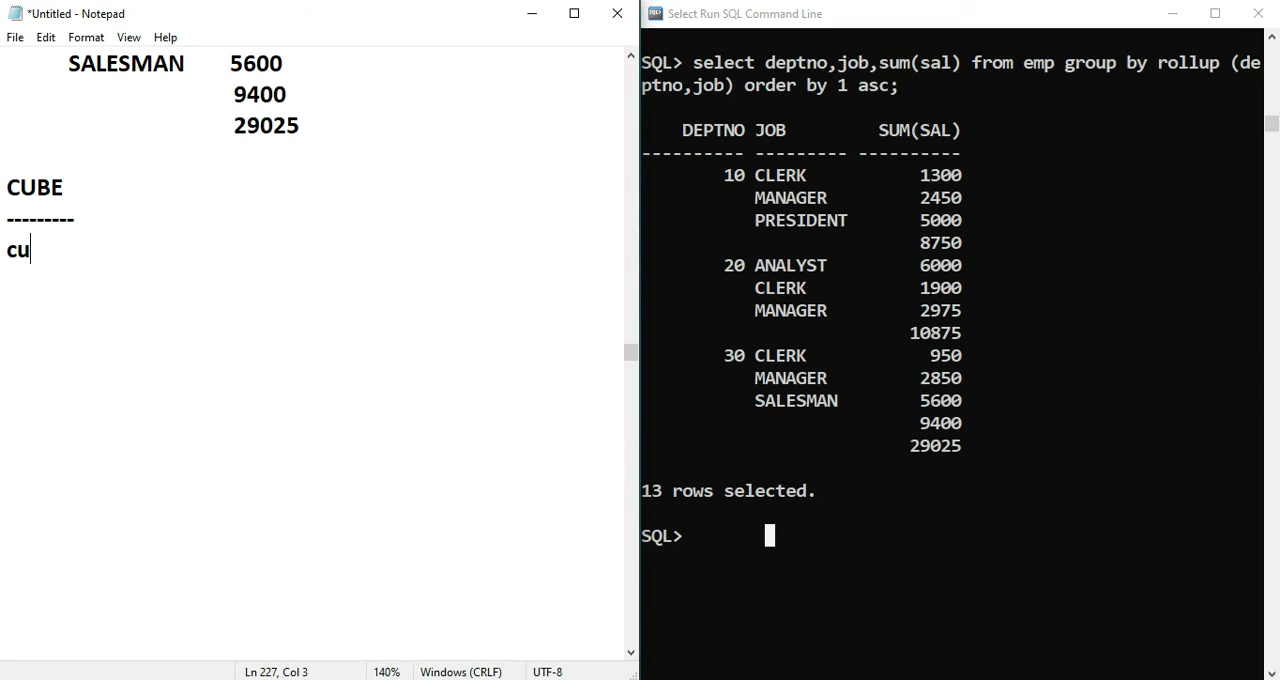 *Untitled - Notepad
File Edit Format View Help
SALESMAN 5600
9400
29025
CUBE
---------
cu
Ln 227, Col 3 140% Windows (CRLF) UTF-8
Select Run SQL Command Line
SQL> select deptno,job,sum(sal) from emp group by rollup (de
ptno,job) order by 1 asc;
DEPTNO JOB SUM(SAL)
---------- --------- ----------
10 CLERK 1300
MANAGER 2450
PRESIDENT 5000
8750
20 ANALYST 6000
CLERK 1900
MANAGER 2975
10875
30 CLERK 950
MANAGER 2850
SALESMAN 5600
9400
29025
13 rows selected.
SQL>